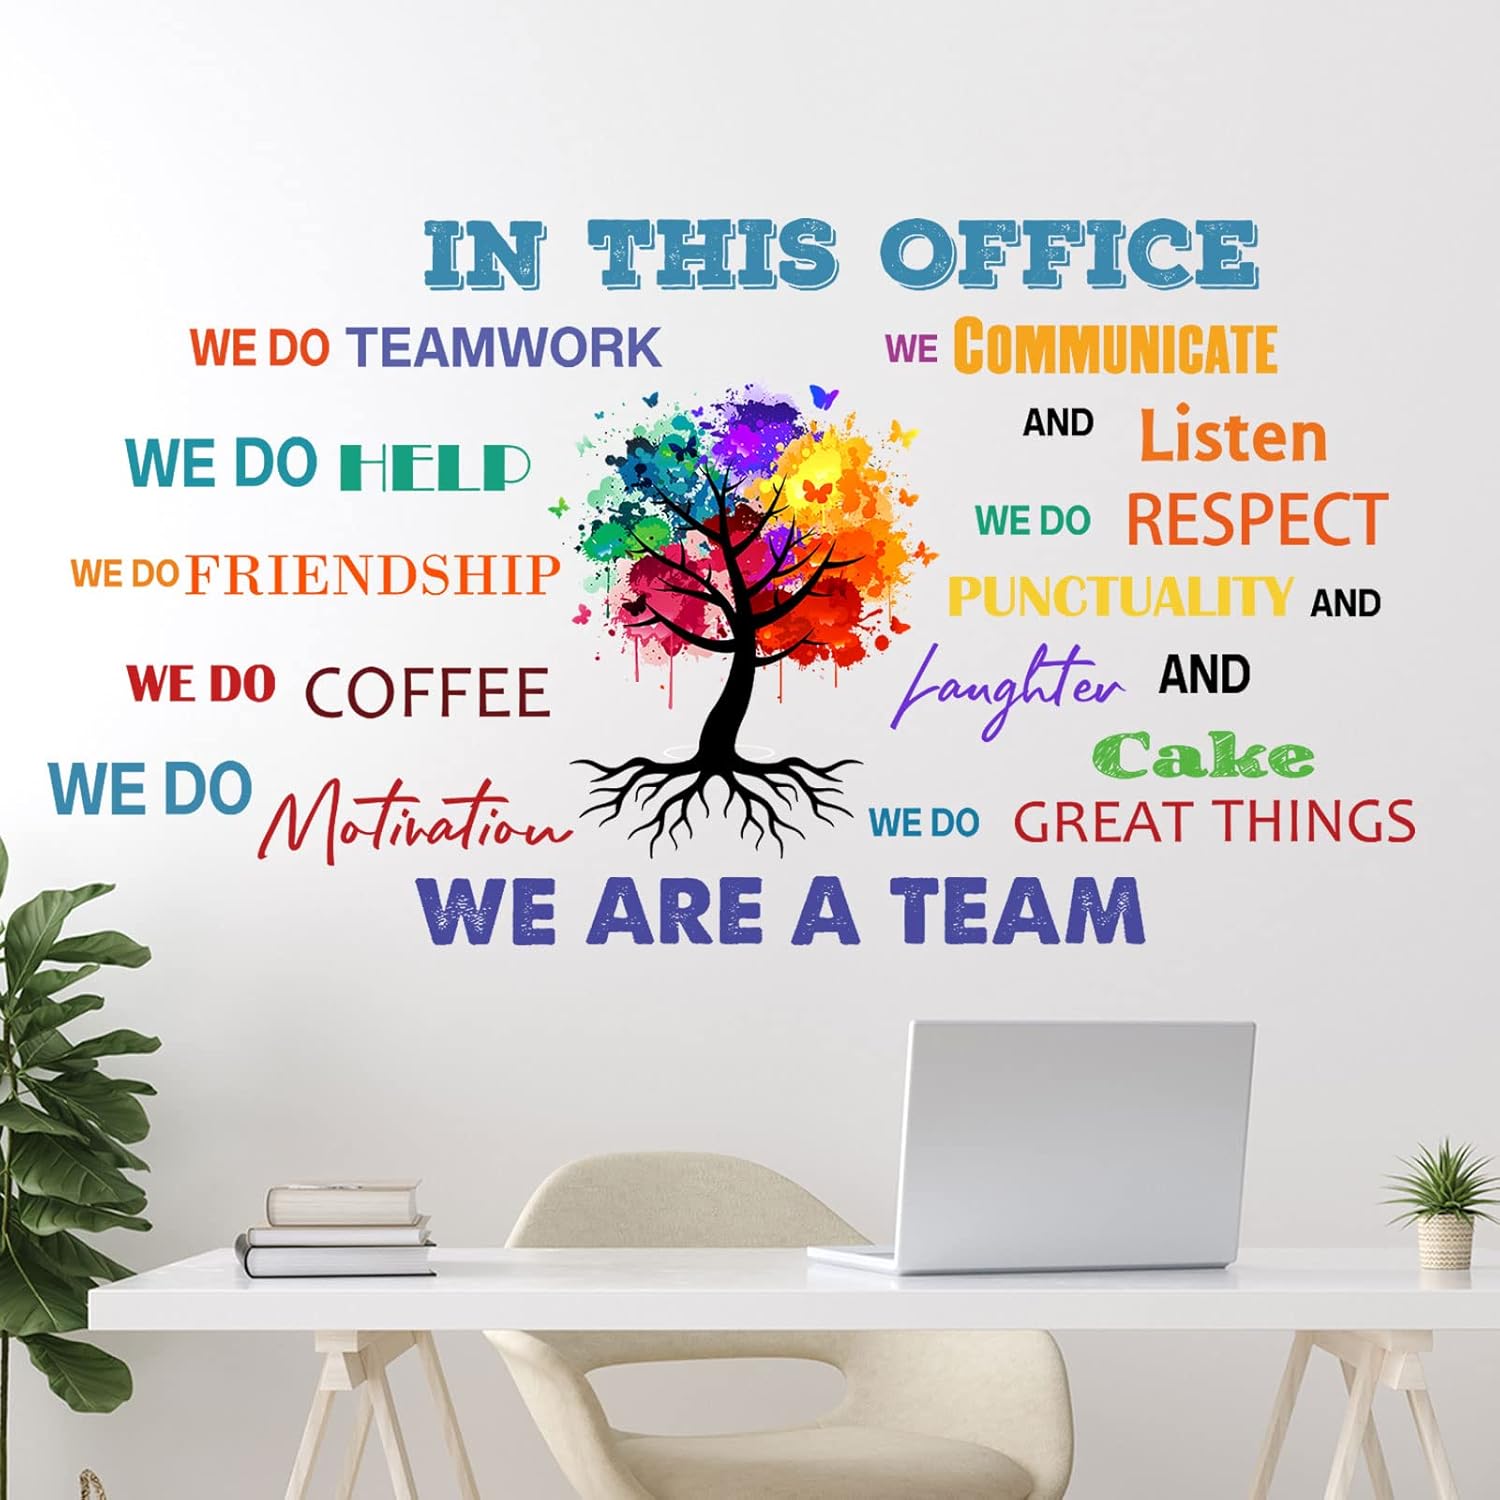 IN THIS OFFICE
WE DO TEAMWORK
WE DO HELP
WE DO FRIENDSHIP
WE DO COFFEE
WE DO Motivation
WE COMMUNICATE
AND Listen
WE DO RESPECT
PUNCTUALITY AND
Laughter AND
Cake
WE DO GREAT THINGS
WE ARE A TEAM